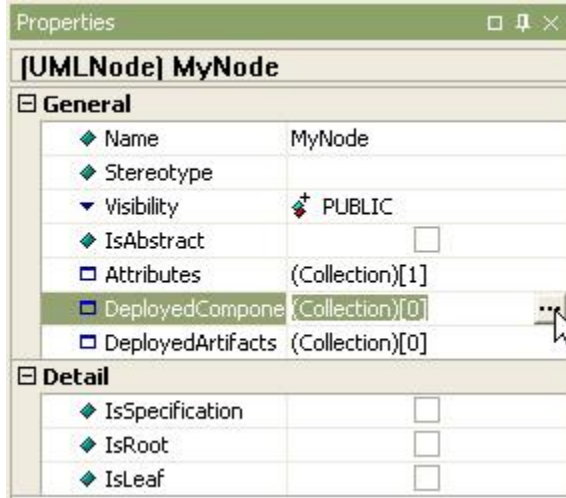 Properties
(UMLNode) MyNode
General
Name MyNode
Stereotype
Visibility PUBLIC
IsAbstract
Attributes (Collection)[1]
DeployedCompone (Collection)[0] ...
DeployedArtifacts (Collection)[0]
Detail
IsSpecification
IsRoot
IsLeaf